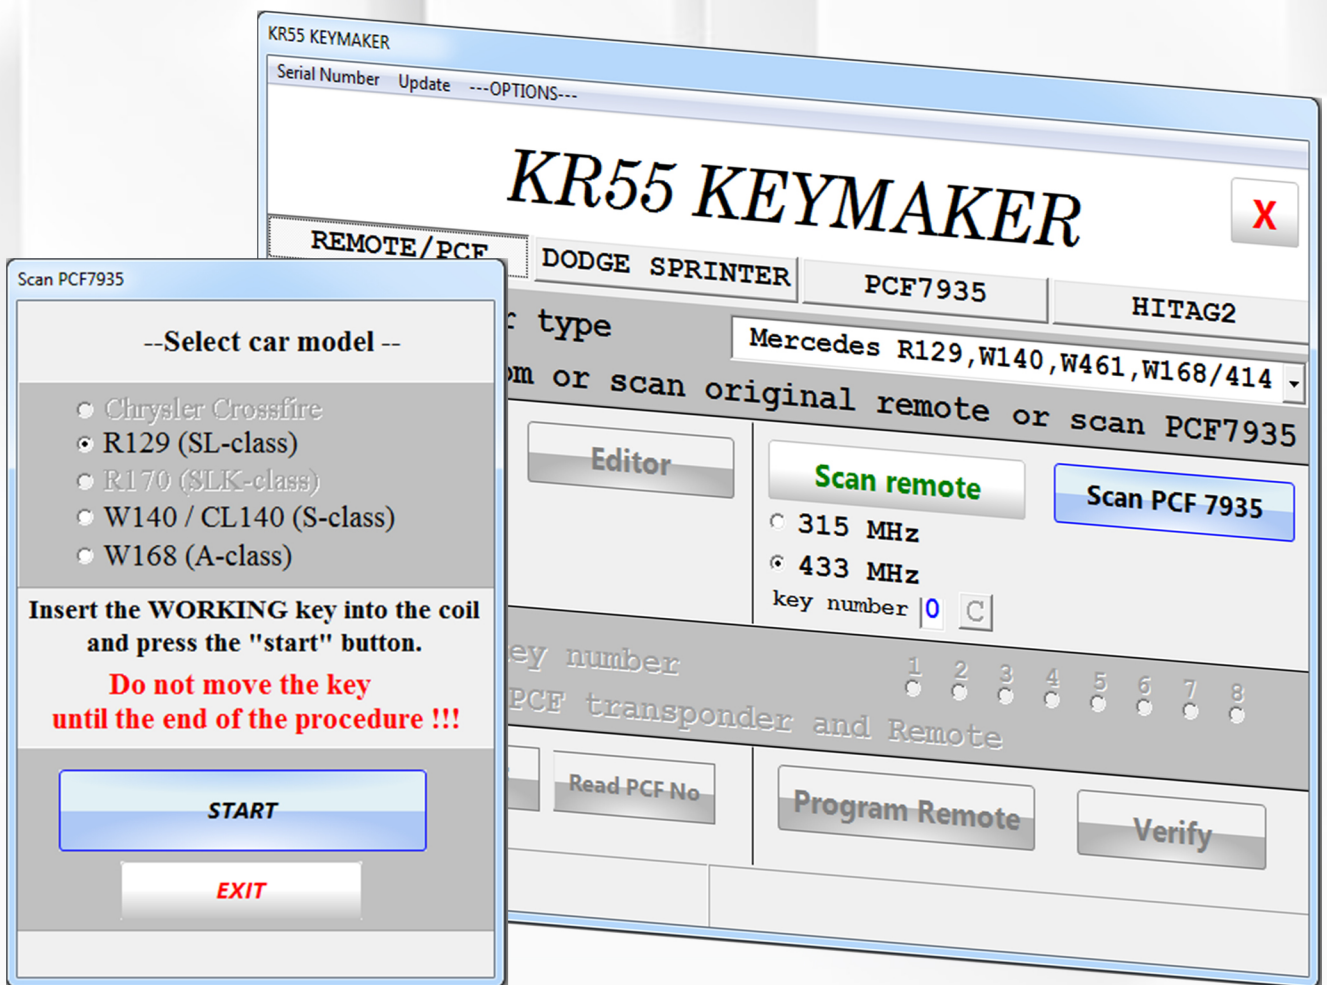 KR55 KEYMAKER
Serial Number Update ---OPTIONS---
KR55 KEYMAKER
X
REMOTE/PCF DODGE SPRINTER PCF7935 HITAG2
type Mercedes R129,W140,W461,W168/414
or scan original remote or scan PCF7935
Editor
Scan remote Scan PCF 7935
315 MHz
433 MHz
key number 0 C
number 1 2 3 4 5 6 7 8
PCF transponder and Remote
Read PCF No Program Remote Verify
Scan PCF7935
--Select car model --
Chrysler Crossfire
R129 (SL-class)
R170 (SLK-class)
W140 / CL140 (S-class)
W168 (A-class)
Insert the WORKING key into the coil
and press the "start" button.
Do not move the key
until the end of the procedure !!!
START
EXIT